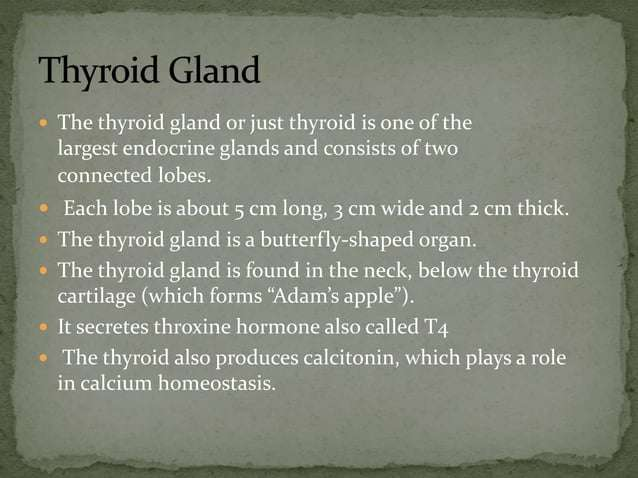 Thyroid Gland
• The thyroid gland or just thyroid is one of the
largest endocrine glands and consists of two
connected lobes.
• Each lobe is about 5 cm long, 3 cm wide and 2 cm thick.
• The thyroid gland is a butterfly-shaped organ.
• The thyroid gland is found in the neck, below the thyroid
cartilage (which forms “Adam’s apple”).
• It secretes throxine hormone also called T4
• The thyroid also produces calcitonin, which plays a role
in calcium homeostasis.